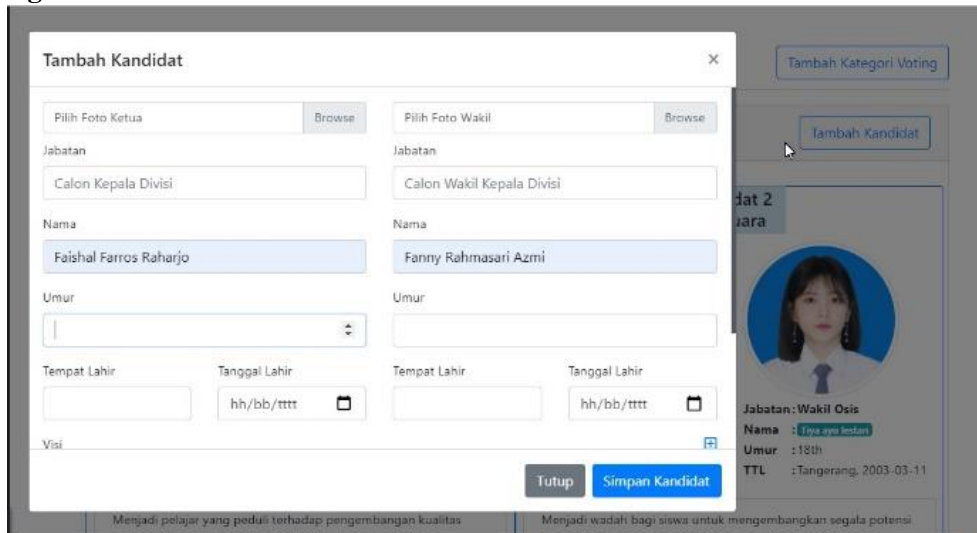 Tambah Kandidat ×
Tambah Kategori Voting
Pilih Foto Ketua Browse
Pilih Foto Wakil Browse
Tambah Kandidat
Jabatan
Jabatan
Calon Kepala Divisi
Calon Wakil Kepala Divisi
dat 2
uara
Nama
Nama
Faishal Farros Raharjo
Fanny Rahmasari Azmi
Umur
Umur
Tempat Lahir
Tanggal Lahir
Tempat Lahir
Tanggal Lahir
hh/bb/tttt
hh/bb/tttt
Jabatan : Wakil Osis
Nama : Tiya ayu lestari
Umur : 18th
TTL : Tangerang, 2003-03-11
Visi
Tutup
Simpan Kandidat
Menjadi pelajar yang peduli terhadap pengembangan kualitas
Menjadi wadah bagi siswa untuk mengembangkan segala potensi